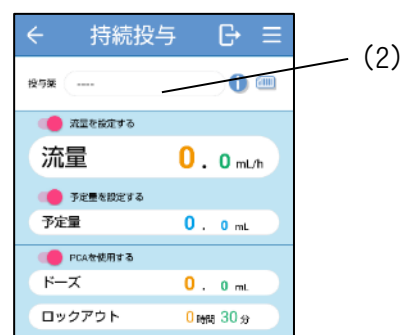 持続投与
(2)
投与薬 ----
流量を設定する
流量 0. 0 mL/h
予定量を設定する
予定量 0. 0 mL
PCAを使用する
ドーズ 0. 0 mL
ロックアウト 0時間 30分